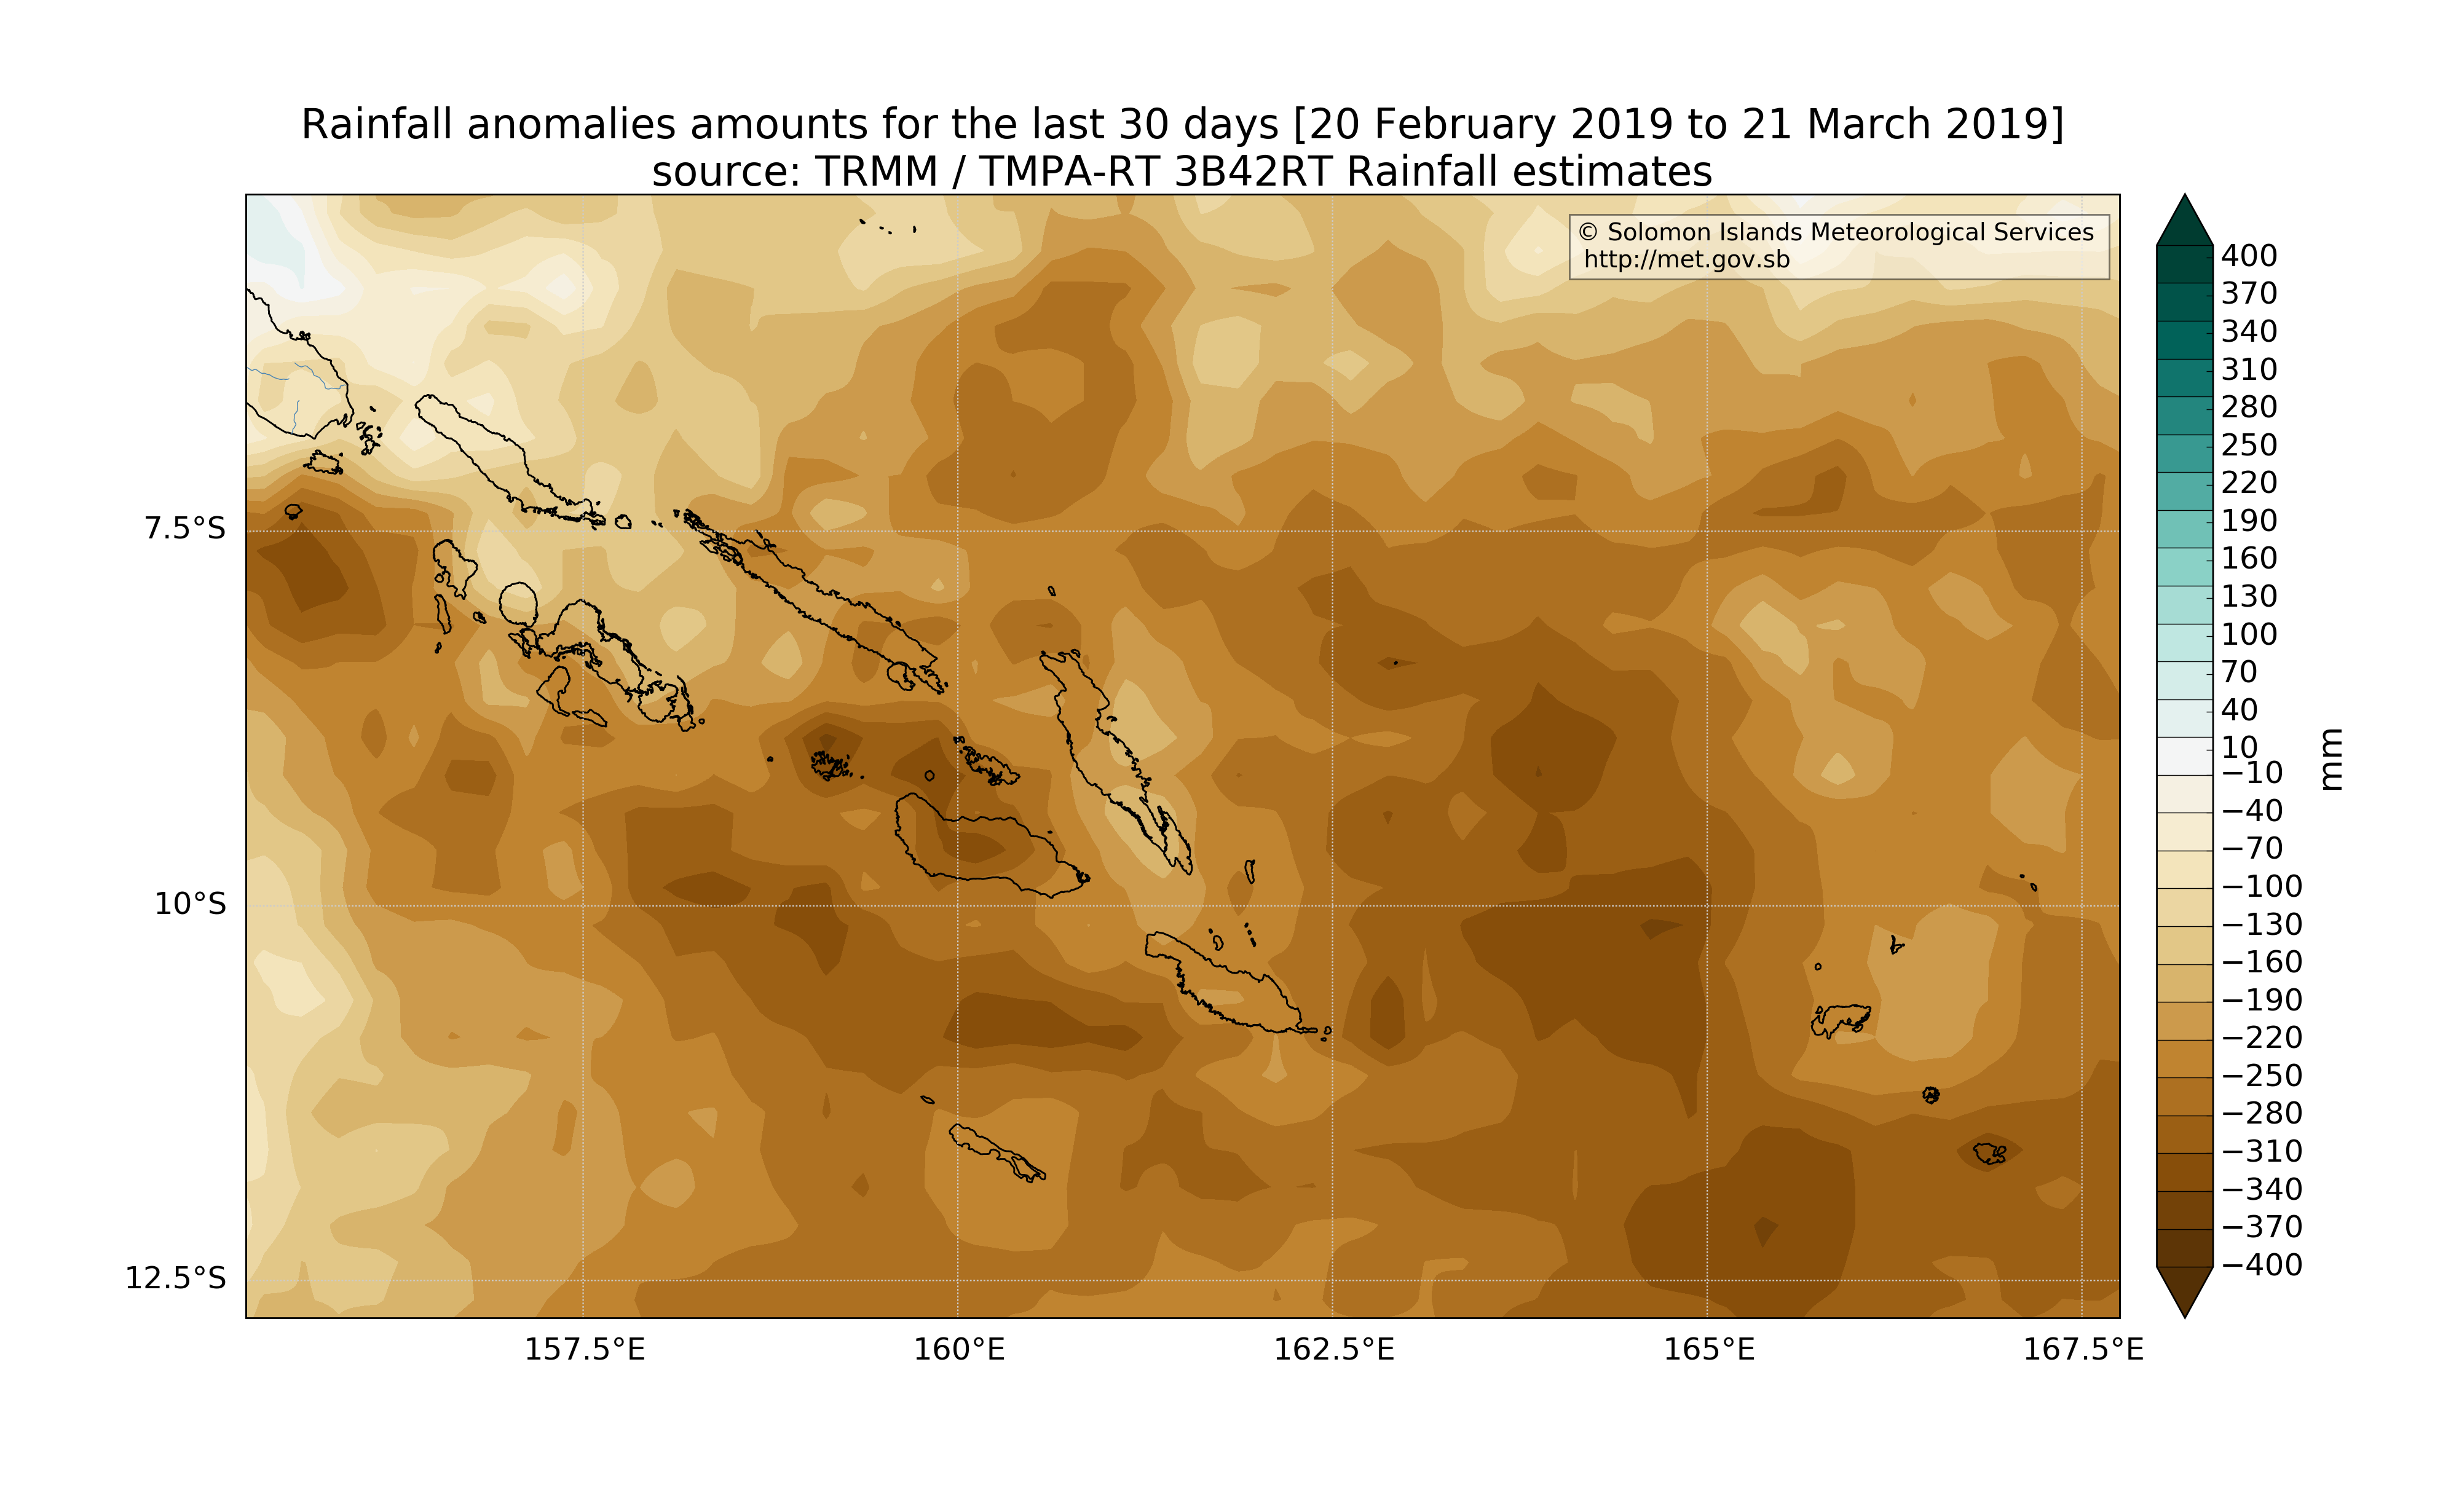 Rainfall anomalies amounts for the last 30 days [20 February 2019 to 21 March 2019]
source: TRMM / TMPA-RT 3B42RT Rainfall estimates
© Solomon Islands Meteorological Services
http://met.gov.sb
7.5°S
10°S
12.5°S
157.5°E
160°E
162.5°E
165°E
167.5°E
400
370
340
310
280
250
220
190
160
130
100
70
40
10
−10
−40
−70
−100
−130
−160
−190
−220
−250
−280
−310
−340
−370
−400
mm